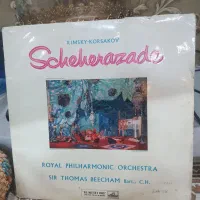 RIMSKY-KORSAKOV
Scheherazade
ROYAL PHILHARMONIC ORCHESTRA
SIR THOMAS BEECHAM Bart., C.H.